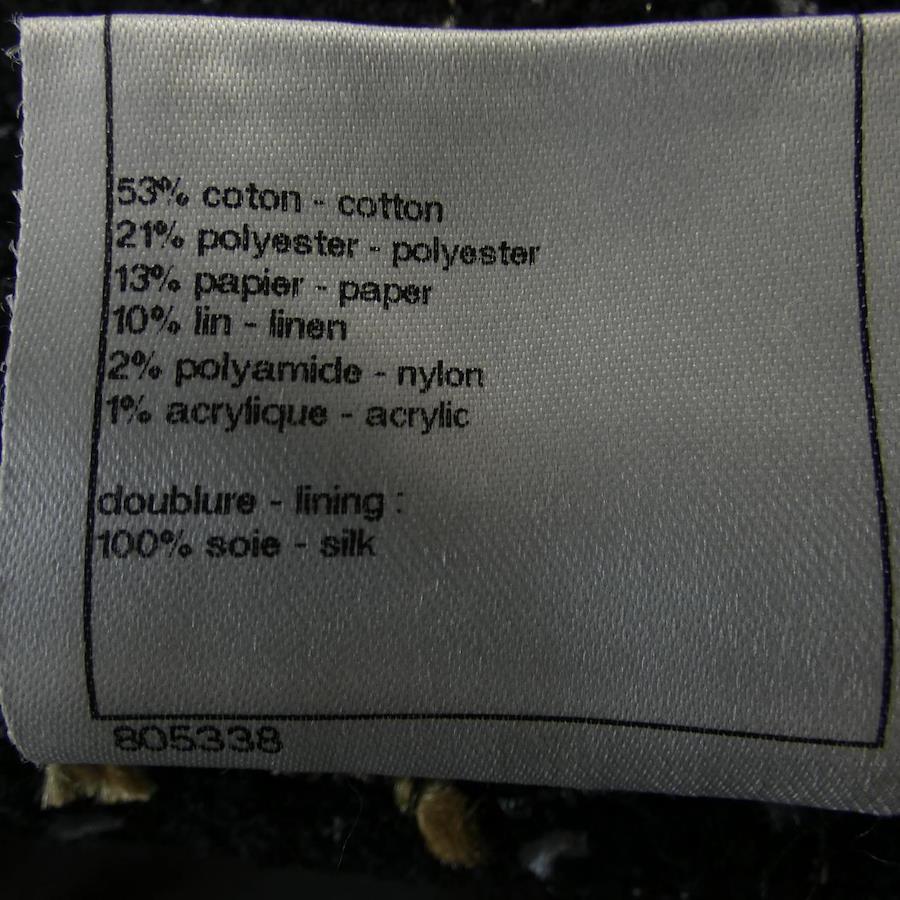 53% coton - cotton
21% polyester - polyester
13% papier - paper
10% lin - linen
2% polyamide - nylon
1% acrylique - acrylic
doublure - lining :
100% soie - silk
805338